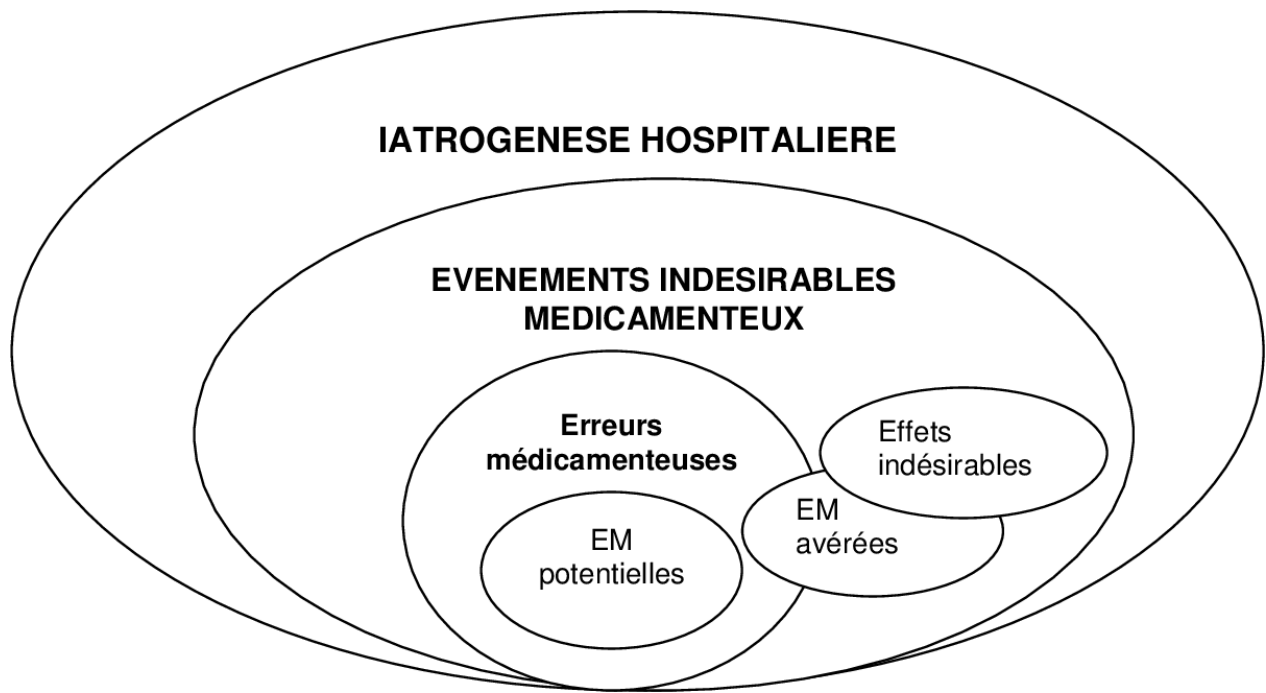 IATROGENESE HOSPITALIERE
EVENEMENTS INDESIRABLES
MEDICAMENTEUX
Erreurs
médicamenteuses
Effets
indésirables
EM
avérées
EM
potentielles